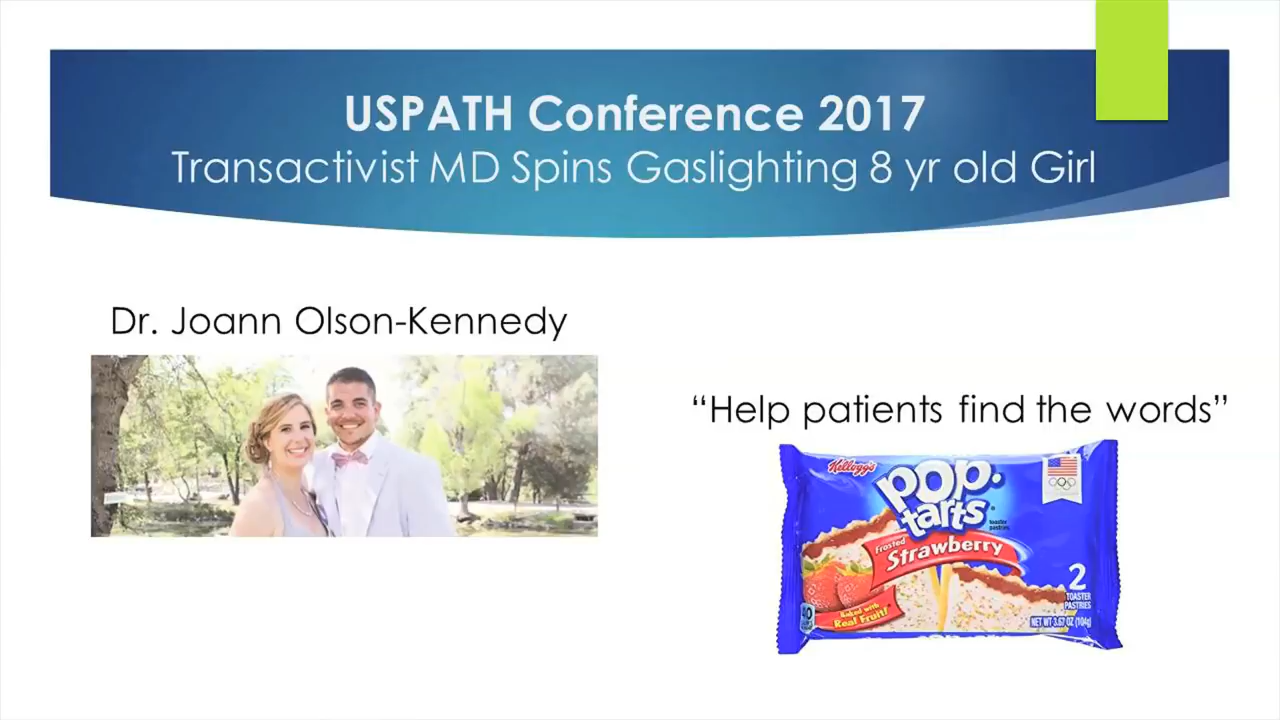 USPATH Conference 2017
Transactivist MD Spins Gaslighting 8 yr old Girl
Dr. Joann Olson-Kennedy
“Help patients find the words”
Kellogg's
pop.
tarts
toaster
pastries
Frosted
Strawberry
2
TOASTER
PASTRIES
Baked with
Real Fruit!
NET WT 3.67 OZ (104g)